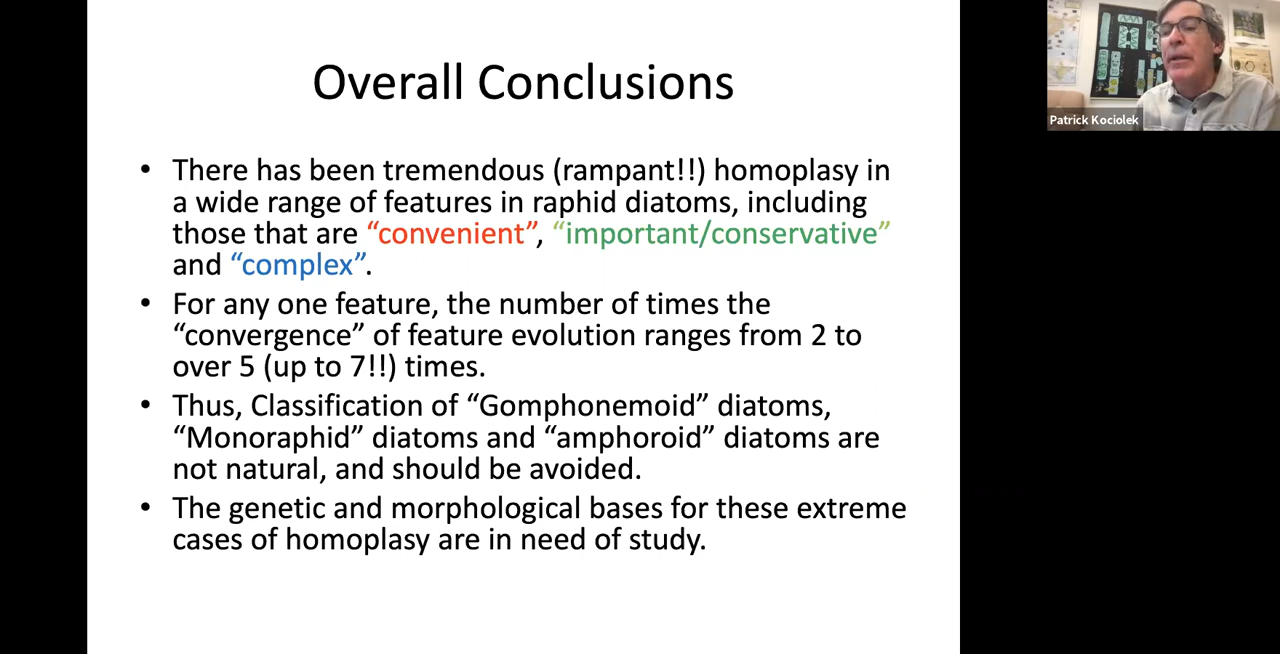 Overall Conclusions
• There has been tremendous (rampant!!) homoplasy in
a wide range of features in raphid diatoms, including
those that are “convenient”, “important/conservative”
and “complex”.
• For any one feature, the number of times the
“convergence” of feature evolution ranges from 2 to
over 5 (up to 7!!) times.
• Thus, Classification of “Gomphonemoid” diatoms,
“Monoraphid” diatoms and “amphoroid” diatoms are
not natural, and should be avoided.
• The genetic and morphological bases for these extreme
cases of homoplasy are in need of study.
Patrick Kociolek